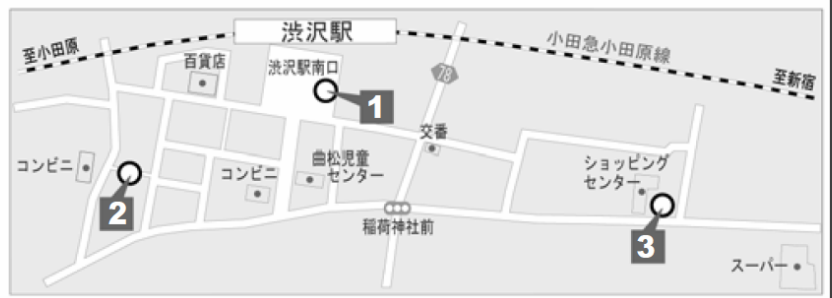 渋沢駅
至小田原
小田急小田原線
百貨店
渋沢駅南口
78
至新宿
1
交番
コンビニ
コンビニ
曲松児童
センター
ショッピング
センター
2
稲荷神社前
3
スーパー